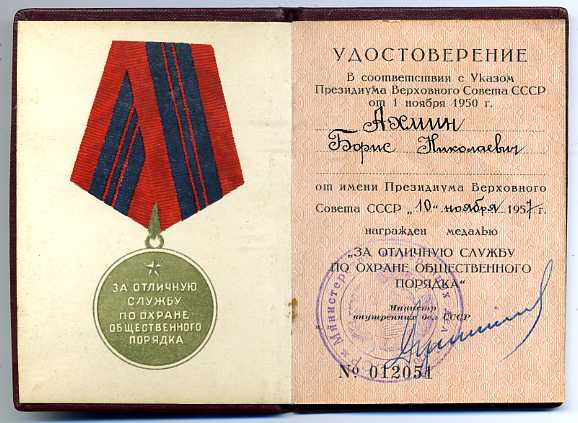 ЗА ОТЛИЧНУЮ
СЛУЖБУ
ПО ОХРАНЕ
ОБЩЕСТВЕННОГО
ПОРЯДКА
УДОСТОВЕРЕНИЕ
В соответствии с Указом
Президиума Верховного Совета СССР
от 1 ноября 1950 г.
Ахмин
Борис Николаевич
от имени Президиума Верховного
Совета СССР „10“ ноября 1957 г.
награжден медалью
„ЗА ОТЛИЧНУЮ СЛУЖБУ
ПО ОХРАНЕ ОБЩЕСТВЕННОГО
ПОРЯДКА“
Министр
внутренних дел СССР
№ 012051